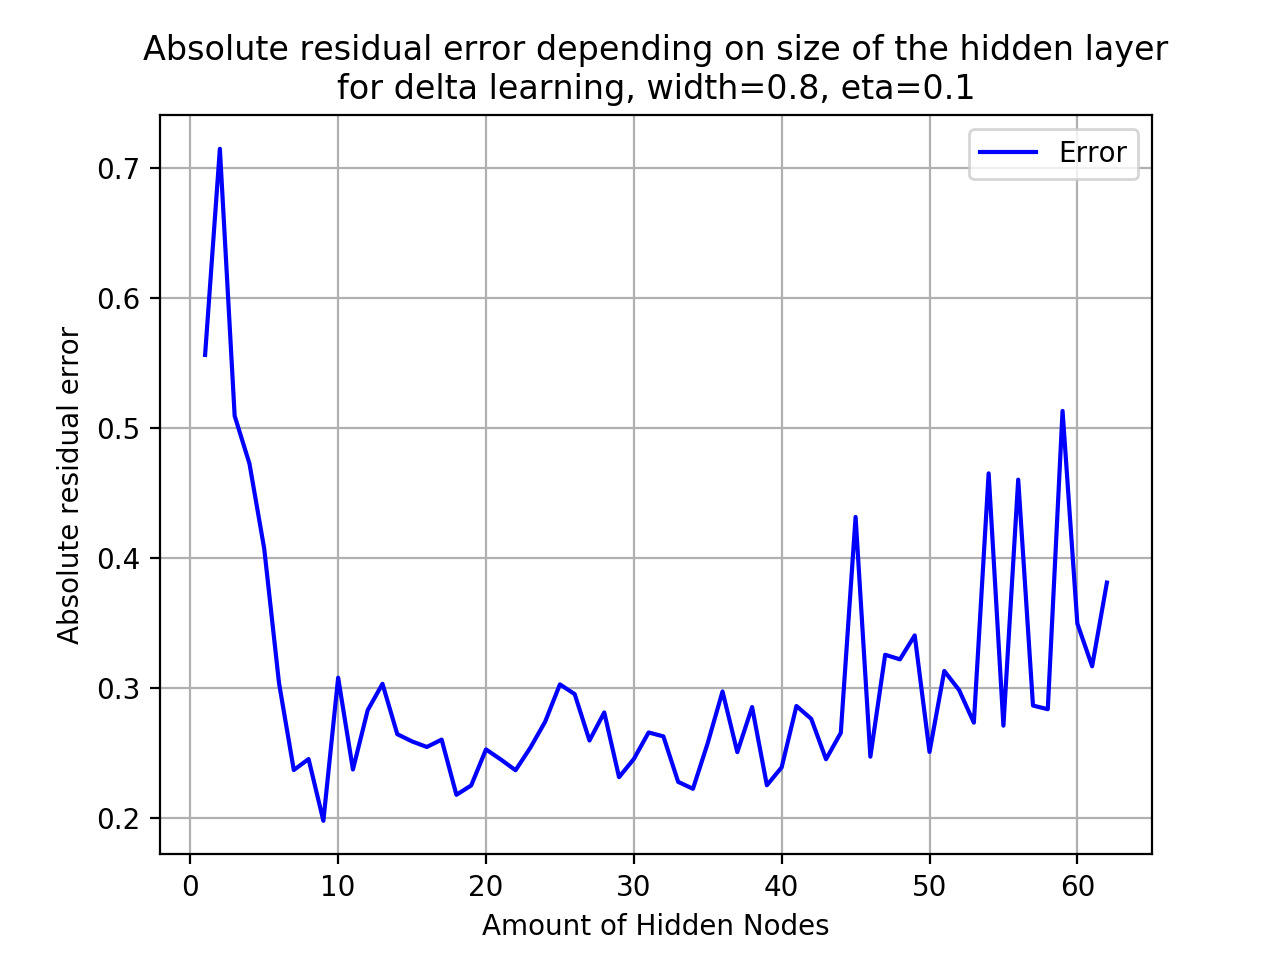 Absolute residual error depending on size of the hidden layer
for delta learning, width=0.8, eta=0.1
Error
Absolute residual error
0.7
0.6
0.5
0.4
0.3
0.2
0 10 20 30 40 50 60
Amount of Hidden Nodes